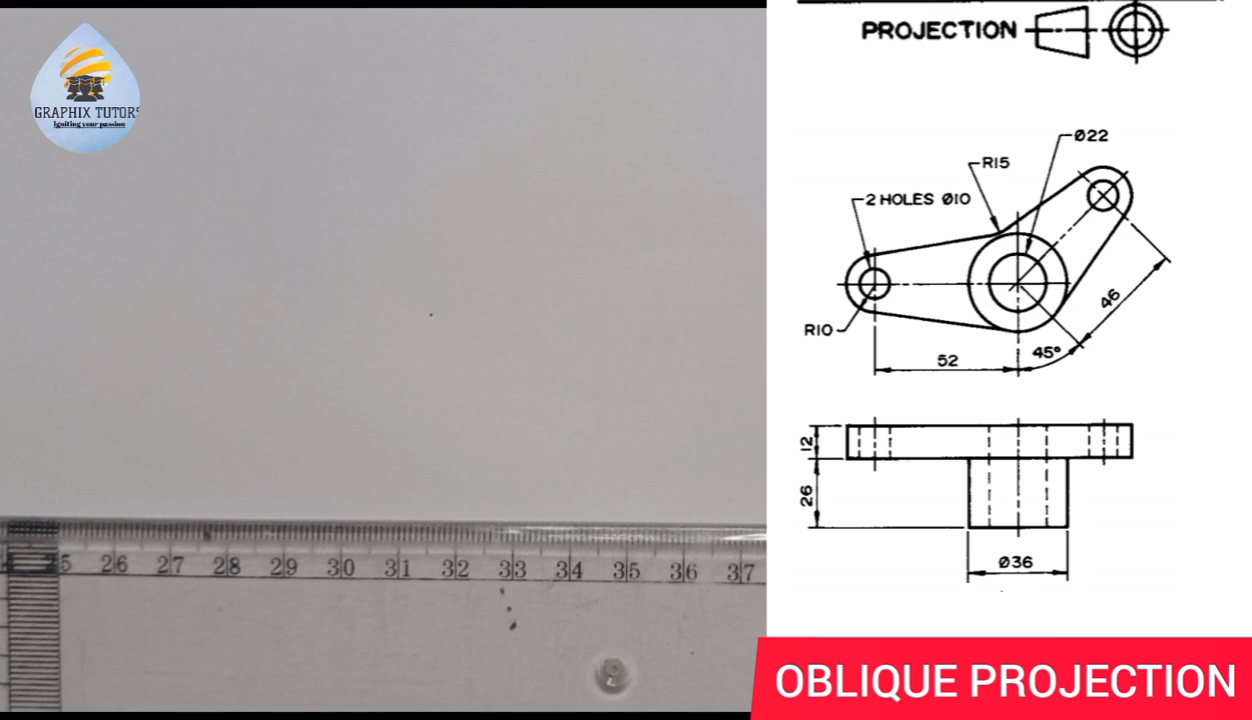 GRAPHIX TUTORS
Igniting your passion
PROJECTION
Ø22
R15
2 HOLES Ø10
R10
46
45°
52
12
26
Ø36
26 27 28 29 30 31 32 33 34 35 36 37
OBLIQUE PROJECTION